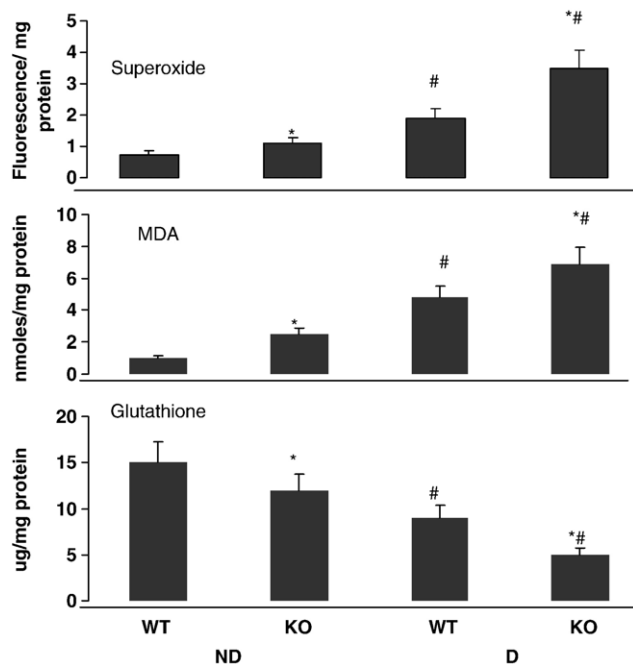 5
4
3
2
1
0
Fluorescence/ mg
protein
Superoxide
*
#
*#
10
8
6
4
2
0
nmoles/mg protein
MDA
*
#
*#
20
15
10
5
0
ug/mg protein
Glutathione
*
#
*#
WT KO WT KO
ND D